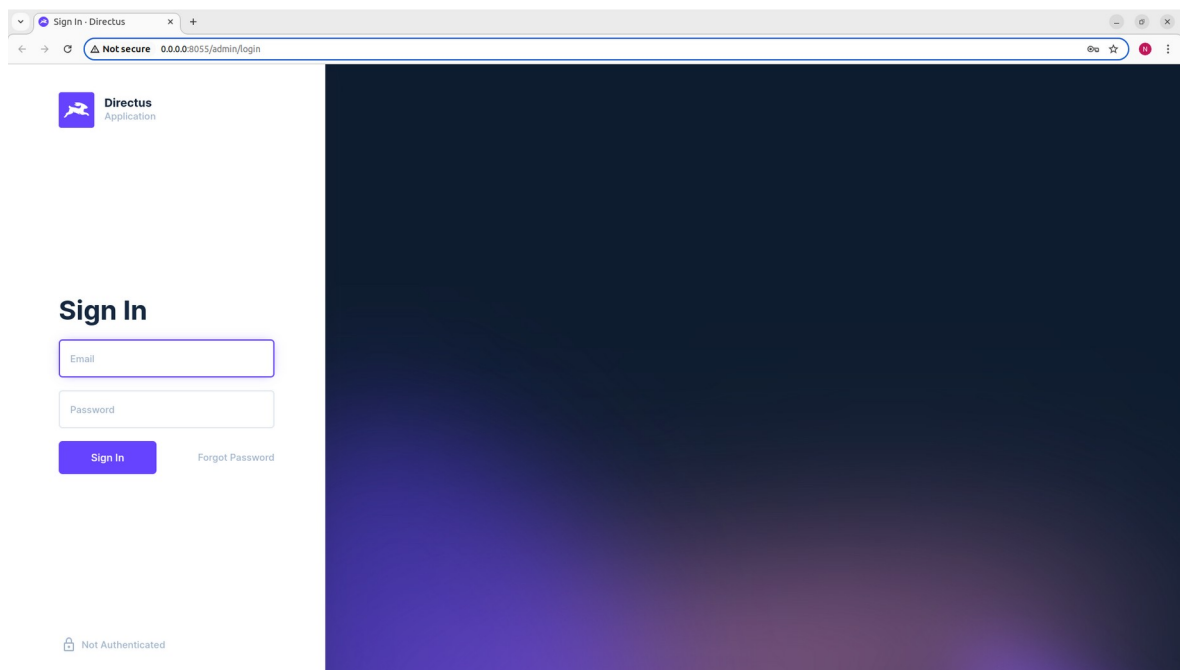 Sign In · Directus
Not secure 0.0.0.0:8055/admin/login
N
Directus
Application
Sign In
Email
Password
Sign In Forgot Password
Not Authenticated